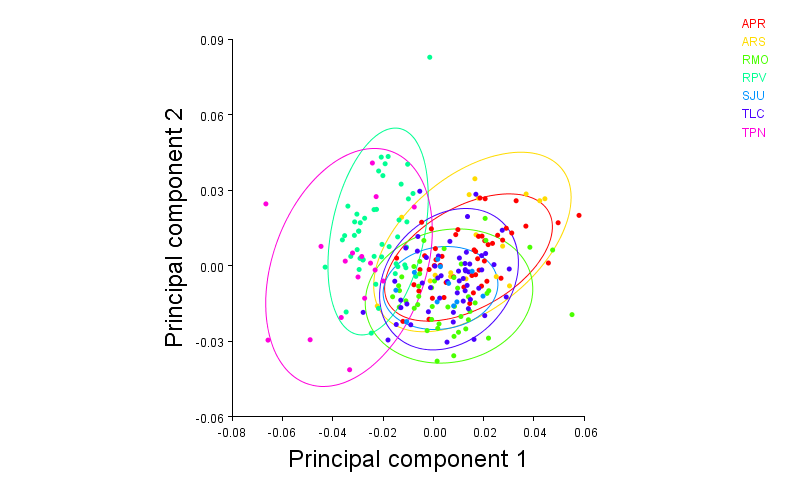 APR
ARS
RMO
RPV
SJU
TLC
TPN
Principal component 2
0.09
0.06
0.03
0.00
-0.03
-0.06
-0.08 -0.06 -0.04 -0.02 0.00 0.02 0.04 0.06
Principal component 1